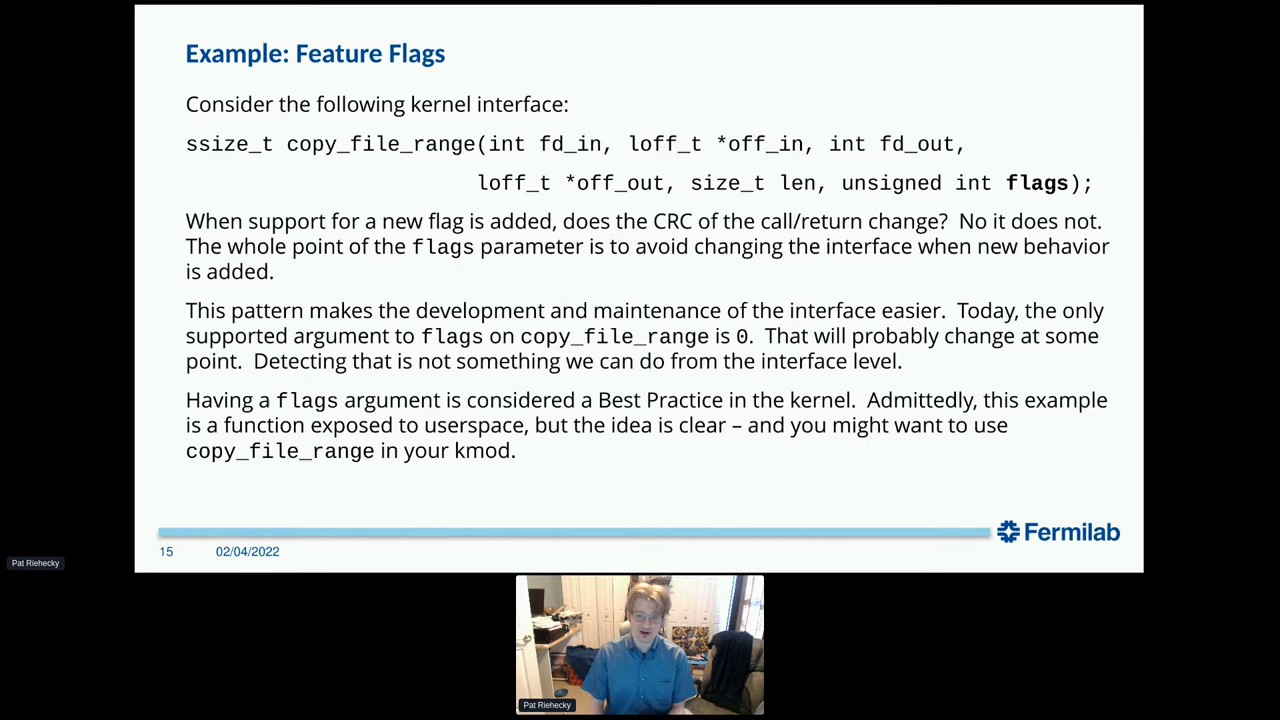 Example: Feature Flags
Consider the following kernel interface:
ssize_t copy_file_range(int fd_in, loff_t *off_in, int fd_out,
loff_t *off_out, size_t len, unsigned int flags);
When support for a new flag is added, does the CRC of the call/return change?  No it does not.
The whole point of the flags parameter is to avoid changing the interface when new behavior
is added.
This pattern makes the development and maintenance of the interface easier.  Today, the only
supported argument to flags on copy_file_range is 0.  That will probably change at some
point.  Detecting that is not something we can do from the interface level.
Having a flags argument is considered a Best Practice in the kernel.  Admittedly, this example
is a function exposed to userspace, but the idea is clear – and you might want to use
copy_file_range in your kmod.
Fermilab
15 02/04/2022
Pat Riehecky
Pat Riehecky